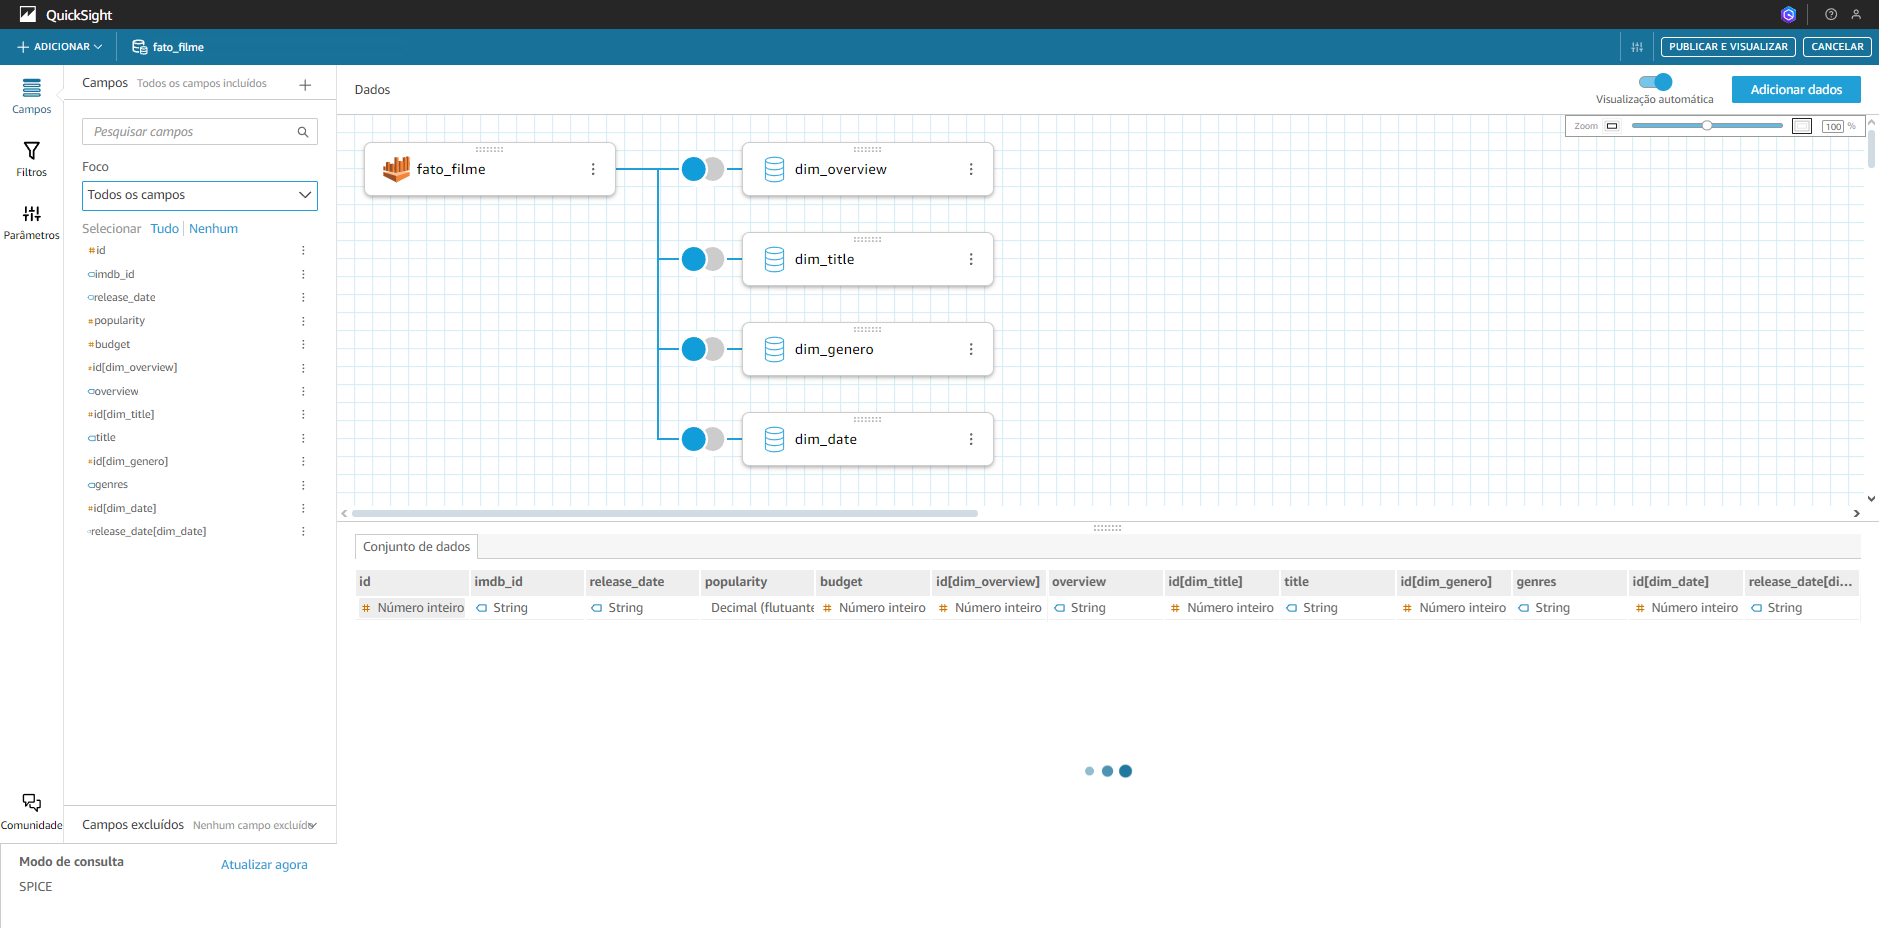 QuickSight
ADICIONAR
fato_filme
PUBLICAR E VISUALIZAR
CANCELAR
Campos
Filtros
Parâmetros
Comunidade
Campos Todos os campos incluídos
Pesquisar campos
Foco
Todos os campos
Selecionar Tudo Nenhum
# id
imdb_id
release_date
# popularity
# budget
# id[dim_overview]
overview
# id[dim_title]
title
# id[dim_genero]
genres
# id[dim_date]
release_date[dim_date]
Campos excluídos Nenhum campo excluído
Modo de consulta
Atualizar agora
SPICE
Dados
Visualização automática
Adicionar dados
Zoom 100 %
fato_filme
dim_overview
dim_title
dim_genero
dim_date
Conjunto de dados
id imdb_id release_date popularity budget id[dim_overview] overview id[dim_title] title id[dim_genero] genres id[dim_date] release_date[di...
# Número inteiro String String Decimal (flutuante # Número inteiro # Número inteiro String # Número inteiro String # Número inteiro String # Número inteiro String